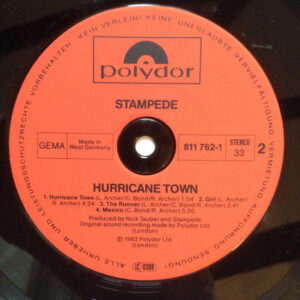 KEIN VERLEIH! KEINE UNERLAUBTE VERVIELFÄLTIGUNG, VERMIETUNG, AUFFÜHRUNG, SENDUNG!
ALLE URHEBER UND LEISTUNGSSCHUTZRECHTE VORBEHALTEN
polydor
STAMPEDE
GEMA
Made in
West Germany
811 762-1
STEREO
33
2
HURRICANE TOWN
1. Hurricane Town (L. Archer/C. Bond/R. Archer) 7:04 2. Girl (L. Archer/
R. Archer) 4:24 3. The Runner (L. Archer/C. Bond/R. Archer) 3:41
4. Mexico (R. Archer/C. Bond) 5:00
Produced by Nick Tauber and Stampede
Original sound recording made by Polydor Ltd.
(London)
℗ 1983 Polydor Ltd.
(London)